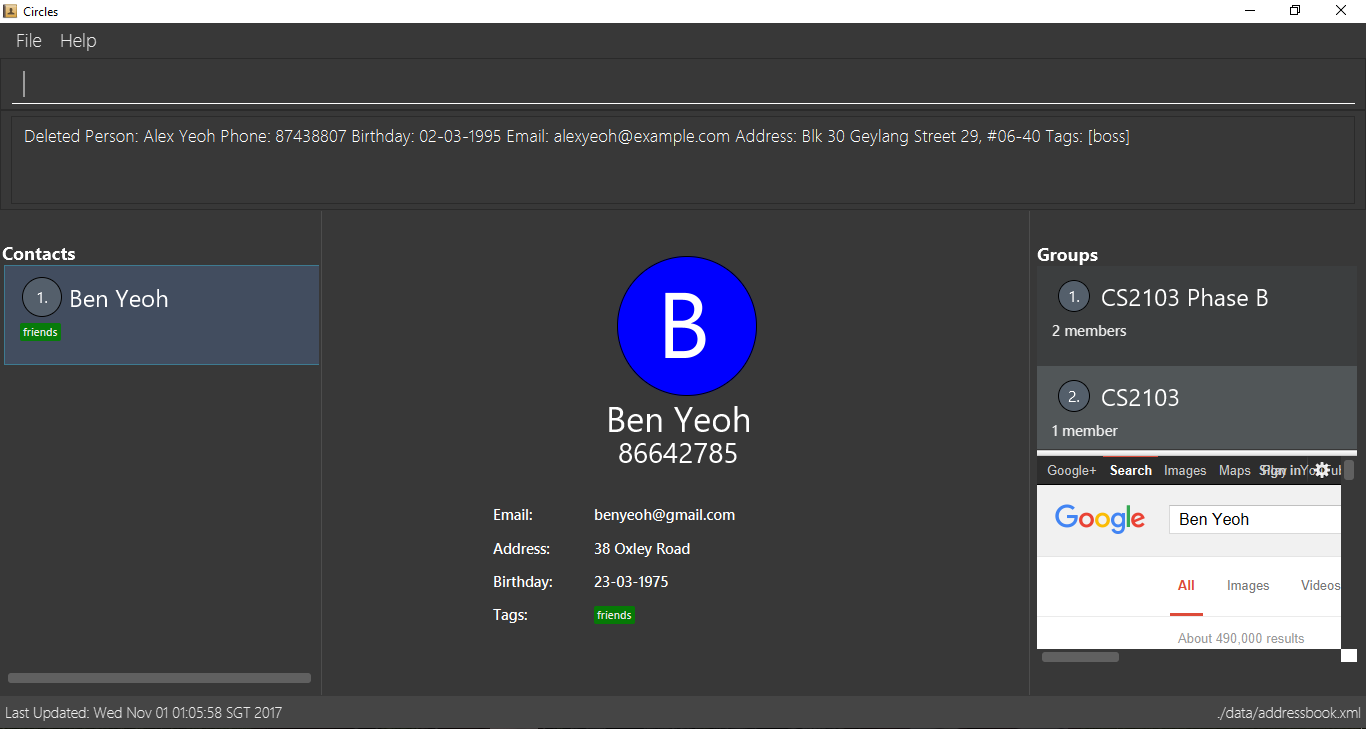 Circles
File Help
Deleted Person: Alex Yeoh Phone: 87438807 Birthday: 02-03-1995 Email: alexyeoh@example.com Address: Blk 30 Geylang Street 29, #06-40 Tags: [boss]
Contacts
1. Ben Yeoh
friends
B
Ben Yeoh
86642785
Email: benyeoh@gmail.com
Address: 38 Oxley Road
Birthday: 23-03-1975
Tags: friends
Groups
1. CS2103 Phase B
2 members
2. CS2103
1 member
Google+ Search Images Maps
Google Ben Yeoh
All Images Videos
About 490,000 results
Last Updated: Wed Nov 01 01:05:58 SGT 2017 ./data/addressbook.xml